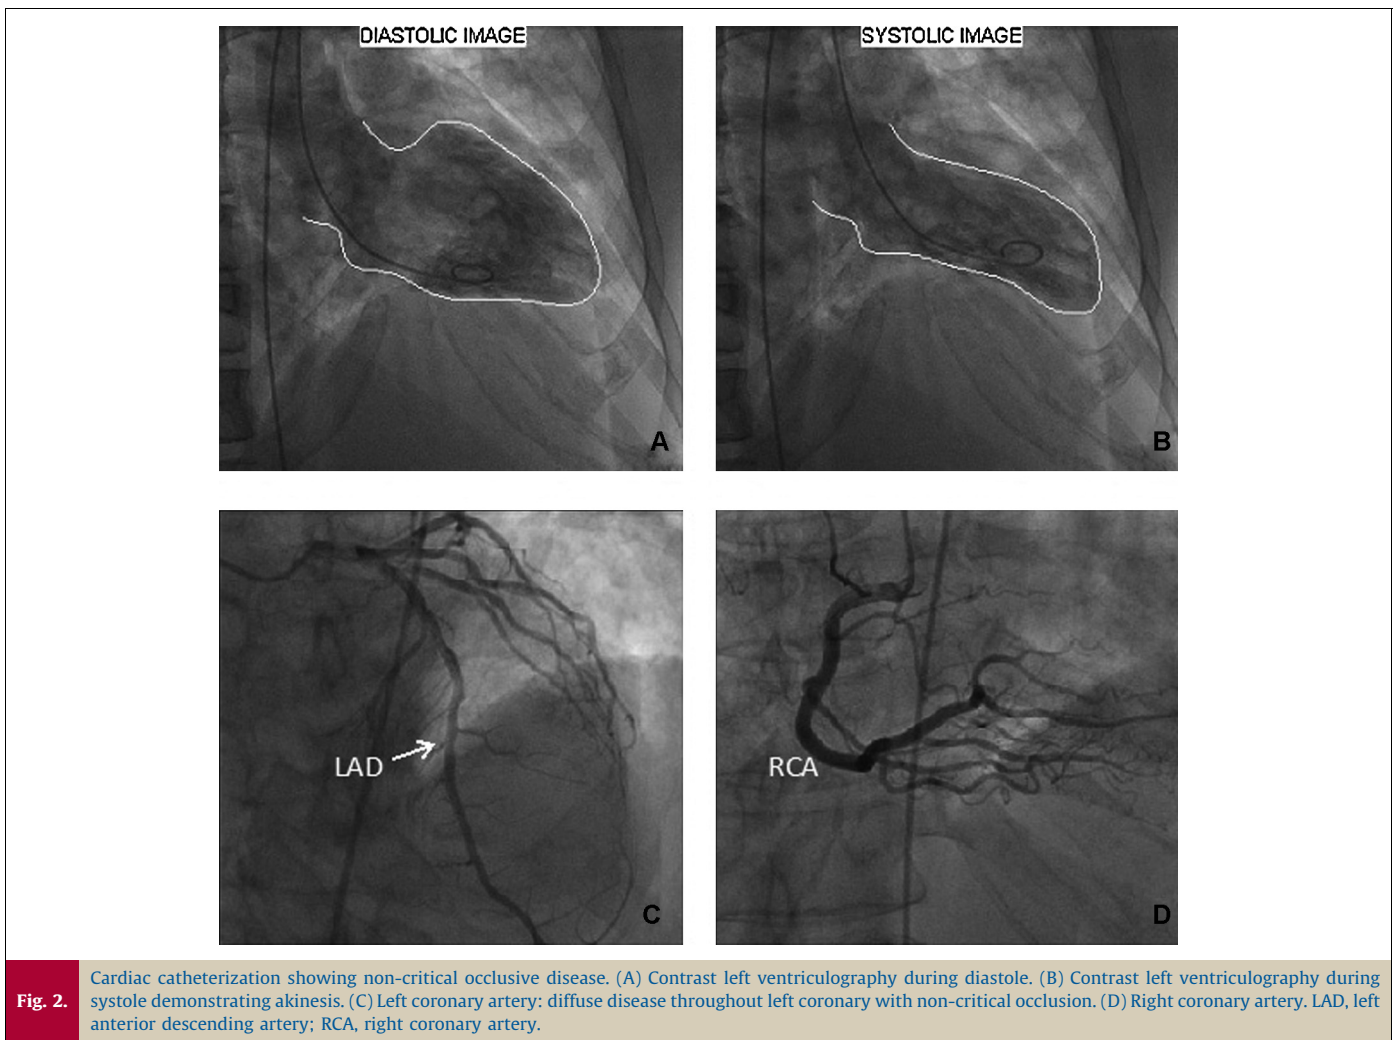 DIASTOLIC IMAGE
SYSTOLIC IMAGE
A
B
LAD
C
RCA
D
Fig. 2.
Cardiac catheterization showing non-critical occlusive disease. (A) Contrast left ventriculography during diastole. (B) Contrast left ventriculography during
systole demonstrating akinesis. (C) Left coronary artery: diffuse disease throughout left coronary with non-critical occlusion. (D) Right coronary artery. LAD, left
anterior descending artery; RCA, right coronary artery.